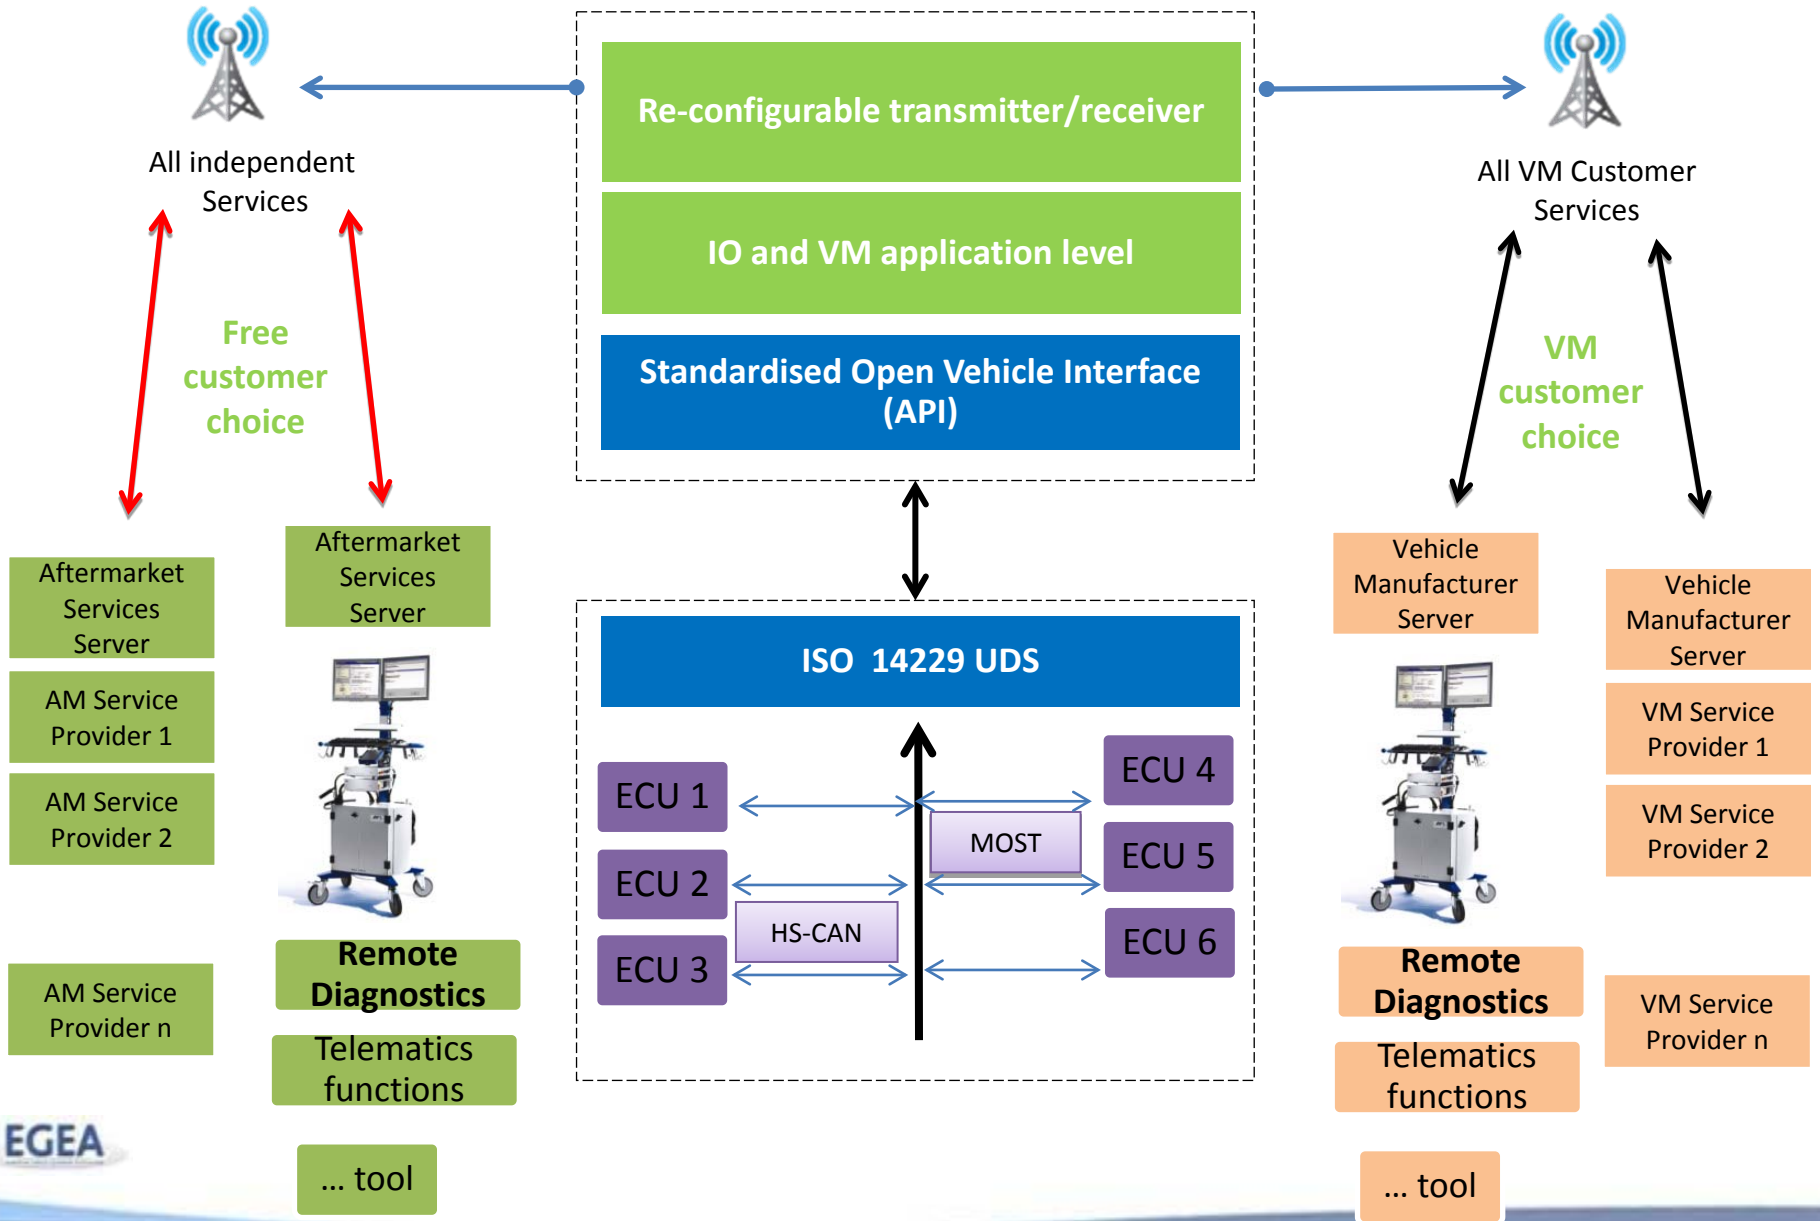 Re-configurable transmitter/receiver
IO and VM application level
Standardised Open Vehicle Interface
(API)
All independent
Services
Free
customer
choice
Aftermarket
Services
Server
AM Service
Provider 1
AM Service
Provider 2
AM Service
Provider n
Aftermarket
Services
Server
Remote
Diagnostics
Telematics
functions
... tool
ISO 14229 UDS
ECU 1
ECU 2
ECU 3
HS-CAN
MOST
ECU 4
ECU 5
ECU 6
All VM Customer
Services
VM
customer
choice
Vehicle
Manufacturer
Server
Remote
Diagnostics
Telematics
functions
... tool
Vehicle
Manufacturer
Server
VM Service
Provider 1
VM Service
Provider 2
VM Service
Provider n
EGEA